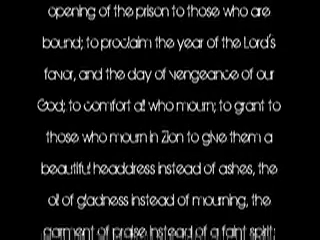 opening of the prison to those who are
bound; to proclaim the year of the Lord's
favor, and the day of vengeance of our
God; to comfort all who mourn; to grant to
those who mourn in Zion to give them a
beautiful headdress instead of ashes, the
oil of gladness instead of mourning, the
garment of praise instead of a faint spirit;